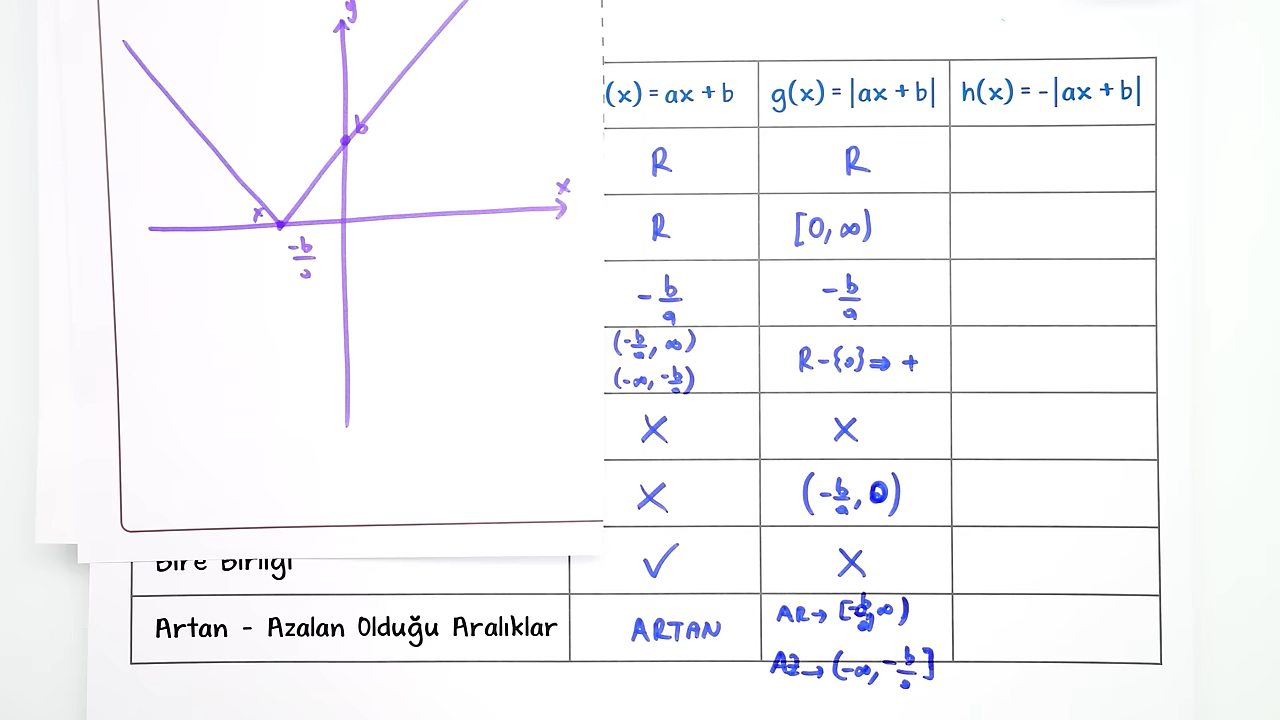 y
b
x
x
-b/a
(x) = ax + b g(x) = |ax + b| h(x) = -|ax + b|
R R
R [0, ∞)
-b/a -b/a
(-b/a, ∞)
(-∞, -b/a) R-{0} ⇒ +
X X
X (-b/a, 0)
Bire Birliği ✓ X
Artan - Azalan Olduğu Aralıklar ARTAN AR→ [-b/a, ∞)
AZ→ (-∞, -b/a]